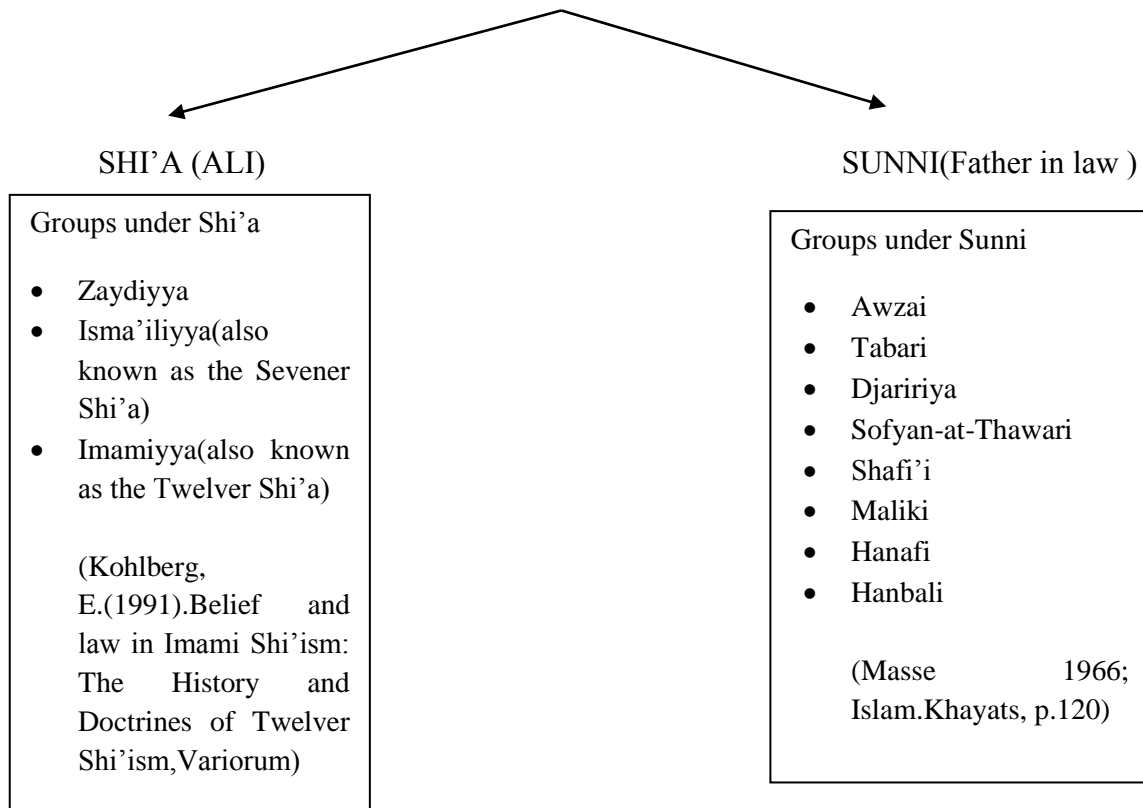 SHI’A (ALI)
Groups under Shi’a
• Zaydiyya
• Isma’iliyya(also
known as the Sevener
Shi’a)
• Imamiyya(also known
as the Twelver Shi’a)
(Kohlberg,
E.(1991).Belief and
law in Imami Shi’ism:
The History and
Doctrines of Twelver
Shi’ism,Variorum)
SUNNI(Father in law )
Groups under Sunni
• Awzai
• Tabari
• Djaririya
• Sofyan-at-Thawari
• Shafi’i
• Maliki
• Hanafi
• Hanbali
(Masse 1966;
Islam.Khayats, p.120)